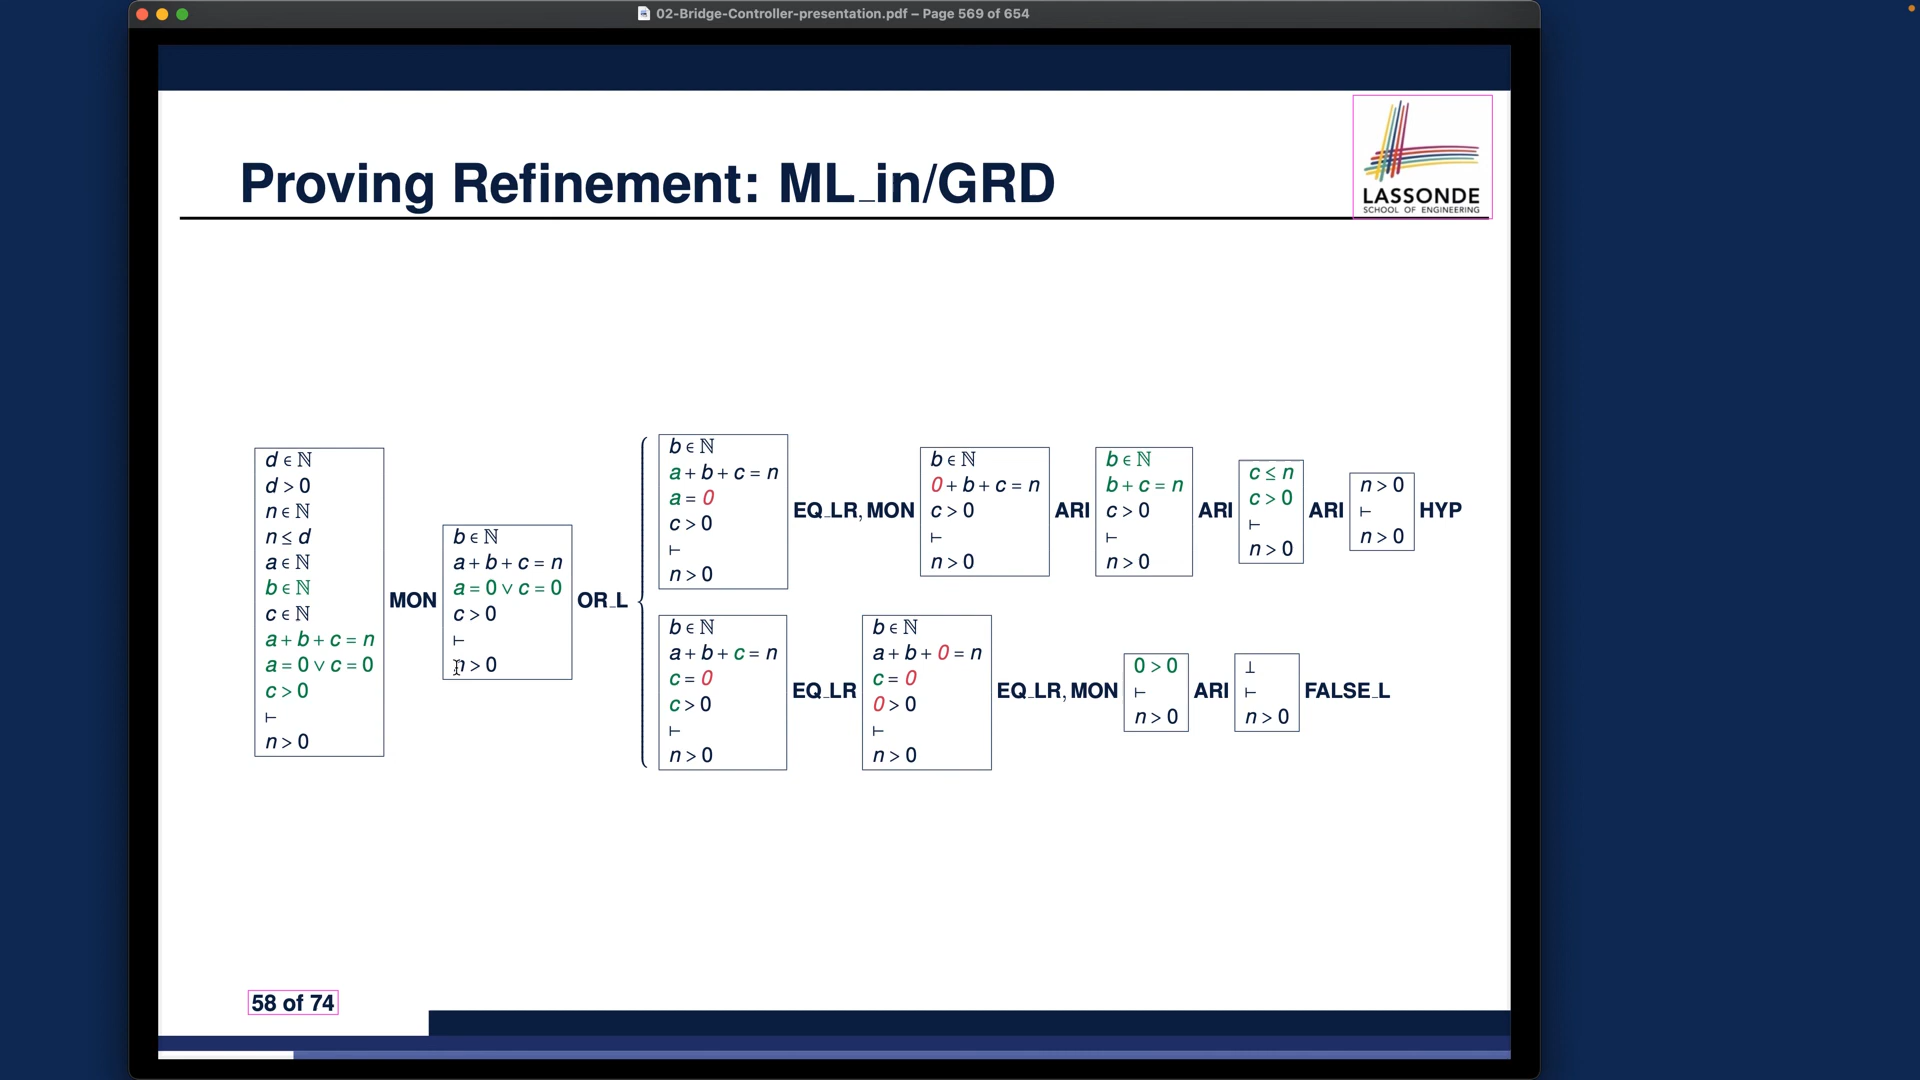 02-Bridge-Controller-presentation.pdf – Page 569 of 654
LASSONDE
SCHOOL OF ENGINEERING
Proving Refinement: ML_in/GRD
d ∈ ℕ
d > 0
n ∈ ℕ
n ≤ d
a ∈ ℕ
b ∈ ℕ
c ∈ ℕ
a + b + c = n
a = 0 ∨ c = 0
c > 0
⊢
n > 0
MON
b ∈ ℕ
a + b + c = n
a = 0 ∨ c = 0
c > 0
⊢
n > 0
OR_L
b ∈ ℕ
a + b + c = n
a = 0
c > 0
⊢
n > 0
EQ_LR, MON
b ∈ ℕ
0 + b + c = n
c > 0
⊢
n > 0
ARI
b ∈ ℕ
b + c = n
c > 0
⊢
n > 0
ARI
c ≤ n
c > 0
⊢
n > 0
ARI
n > 0
⊢
n > 0
HYP
b ∈ ℕ
a + b + c = n
c = 0
c > 0
⊢
n > 0
EQ_LR
b ∈ ℕ
a + b + 0 = n
c = 0
0 > 0
⊢
n > 0
EQ_LR, MON
0 > 0
⊢
n > 0
ARI
⊥
⊢
n > 0
FALSE_L
58 of 74